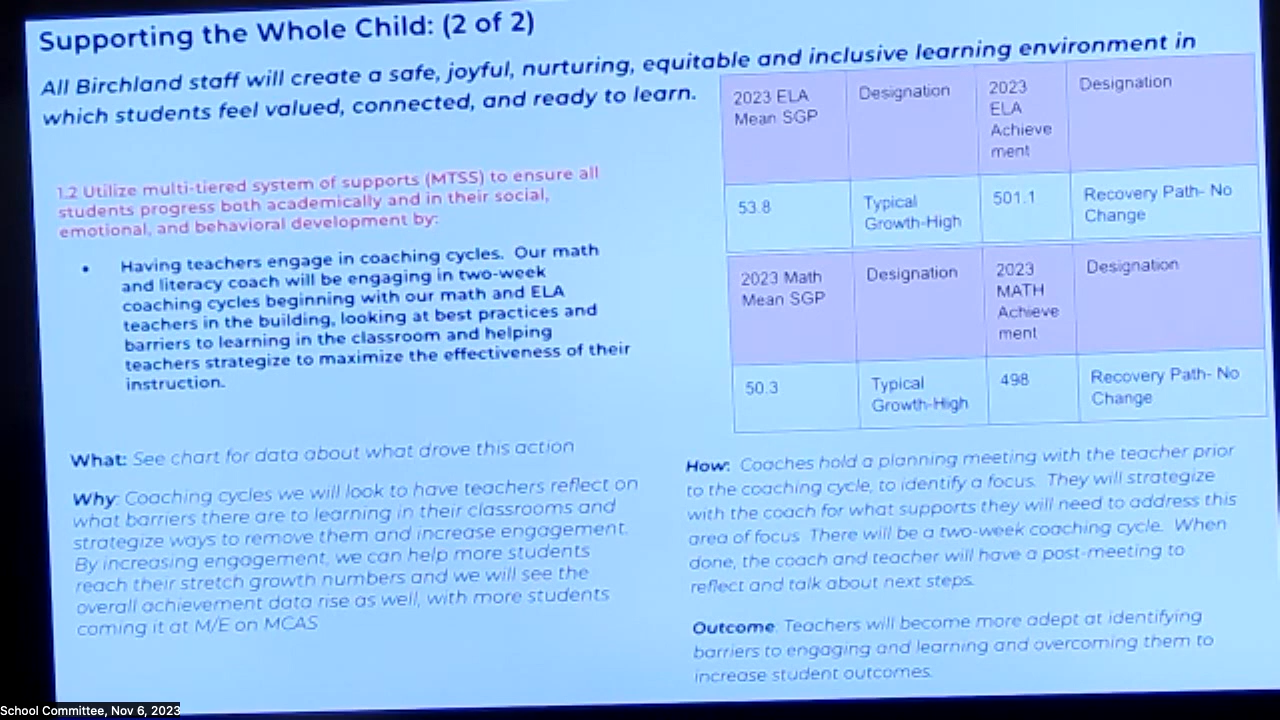 Supporting the Whole Child: (2 of 2)
All Birchland staff will create a safe, joyful, nurturing, equitable and inclusive learning environment in
which students feel valued, connected, and ready to learn.
1.2 Utilize multi-tiered system of supports (MTSS) to ensure all
students progress both academically and in their social,
emotional, and behavioral development by:
• Having teachers engage in coaching cycles. Our math
and literacy coach will be engaging in two-week
coaching cycles beginning with our math and ELA
teachers in the building, looking at best practices and
barriers to learning in the classroom and helping
teachers strategize to maximize the effectiveness of their
instruction.
2023 ELA
Mean SGP
Designation
2023
ELA
Achieve
ment
Designation
53.8
Typical
Growth-High
501.1
Recovery Path- No
Change
2023 Math
Mean SGP
Designation
2023
MATH
Achieve
ment
Designation
50.3
Typical
Growth-High
498
Recovery Path- No
Change
What: See chart for data about what drove this action
Why: Coaching cycles we will look to have teachers reflect on
what barriers there are to learning in their classrooms and
strategize ways to remove them and increase engagement.
By increasing engagement, we can help more students
reach their stretch growth numbers and we will see the
overall achievement data rise as well, with more students
coming it at M/E on MCAS
How: Coaches hold a planning meeting with the teacher prior
to the coaching cycle, to identify a focus. They will strategize
with the coach for what supports they will need to address this
area of focus. There will be a two-week coaching cycle. When
done, the coach and teacher will have a post-meeting to
reflect and talk about next steps.
Outcome: Teachers will become more adept at identifying
barriers to engaging and learning and overcoming them to
increase student outcomes.
School Committee, Nov 6, 2023